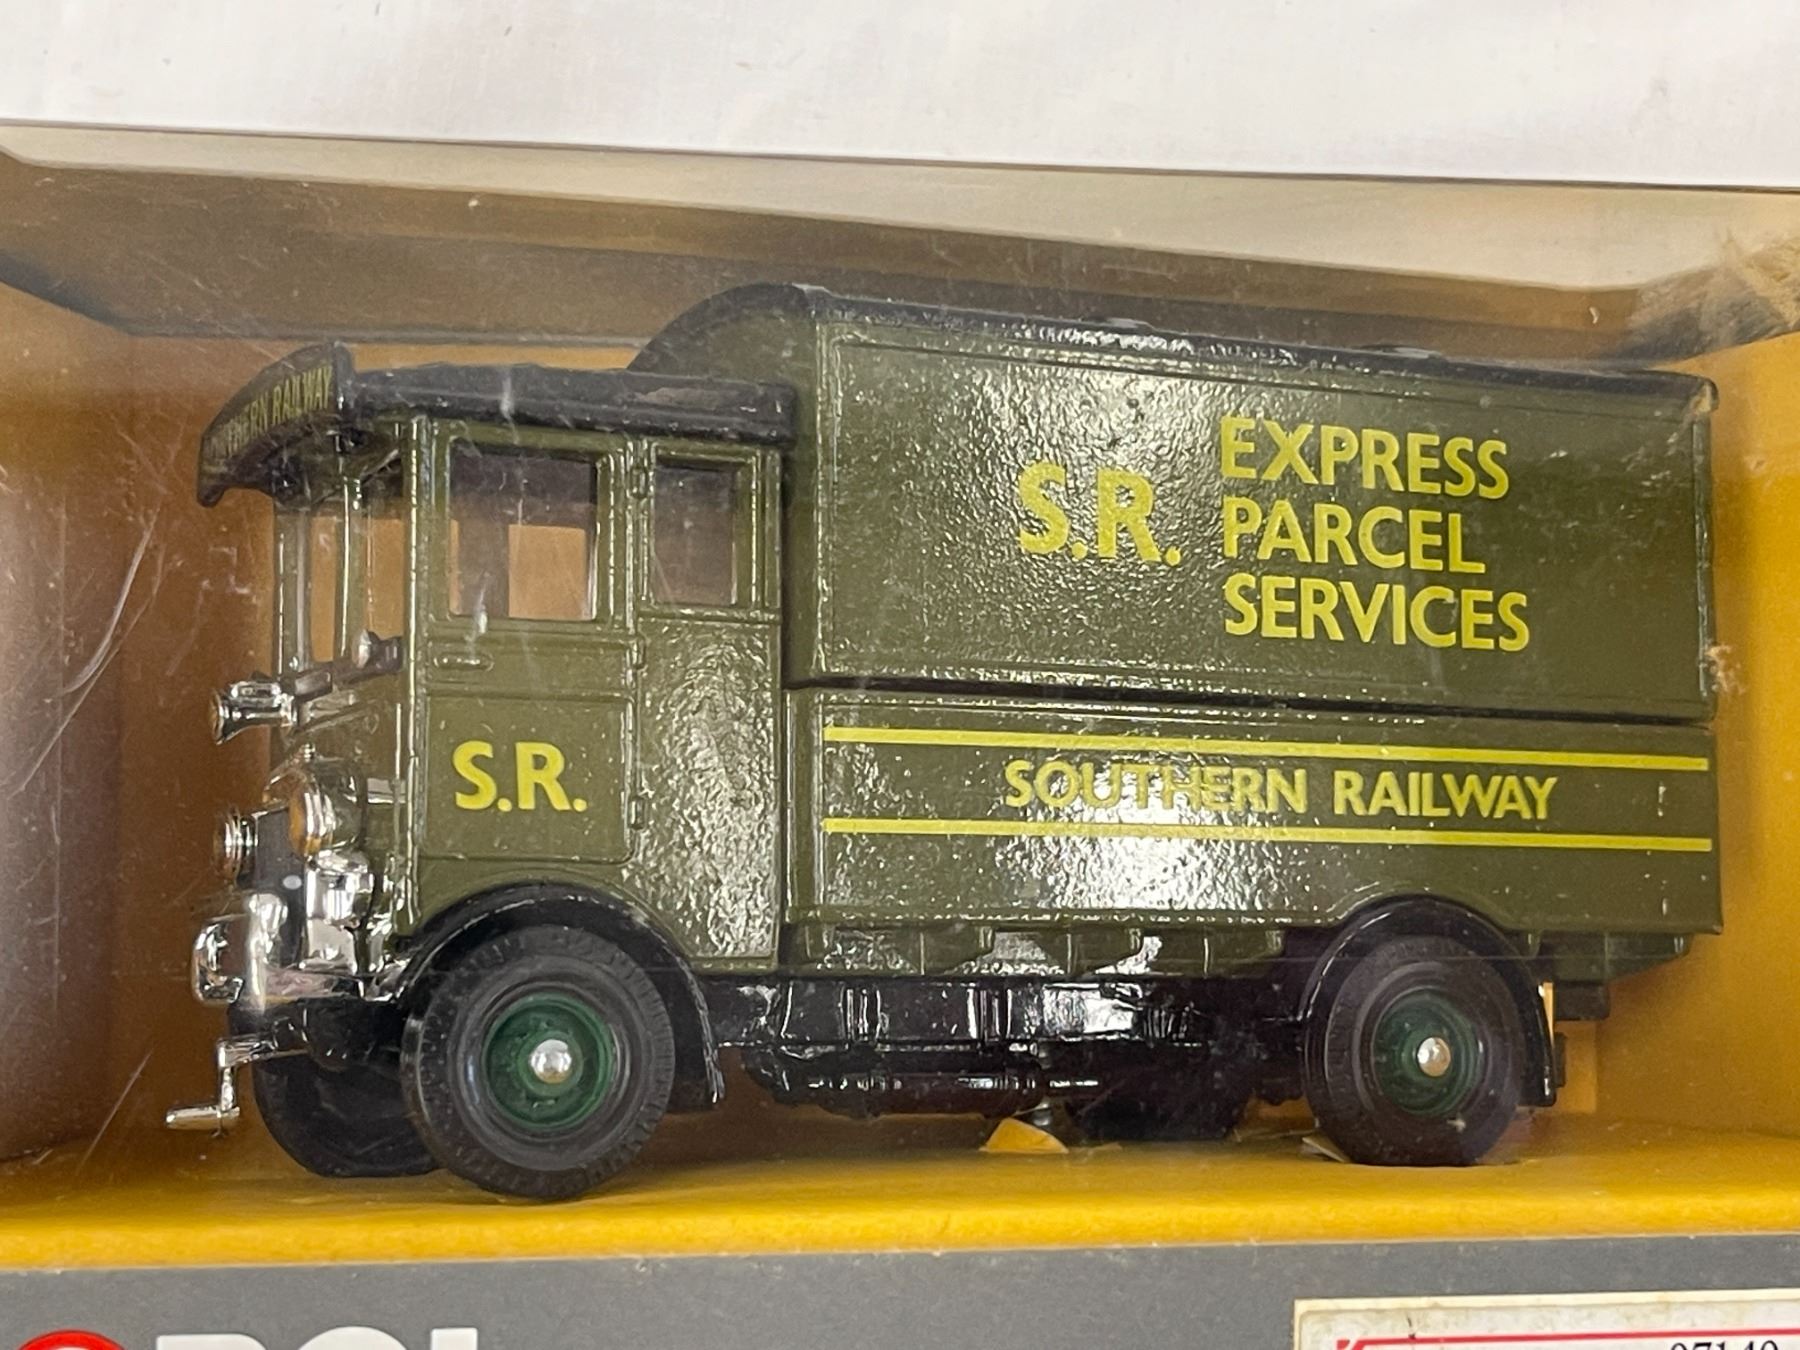 SOUTHERN RAILWAY
S.R.
EXPRESS
PARCEL
SERVICES
S.R.
SOUTHERN RAILWAY